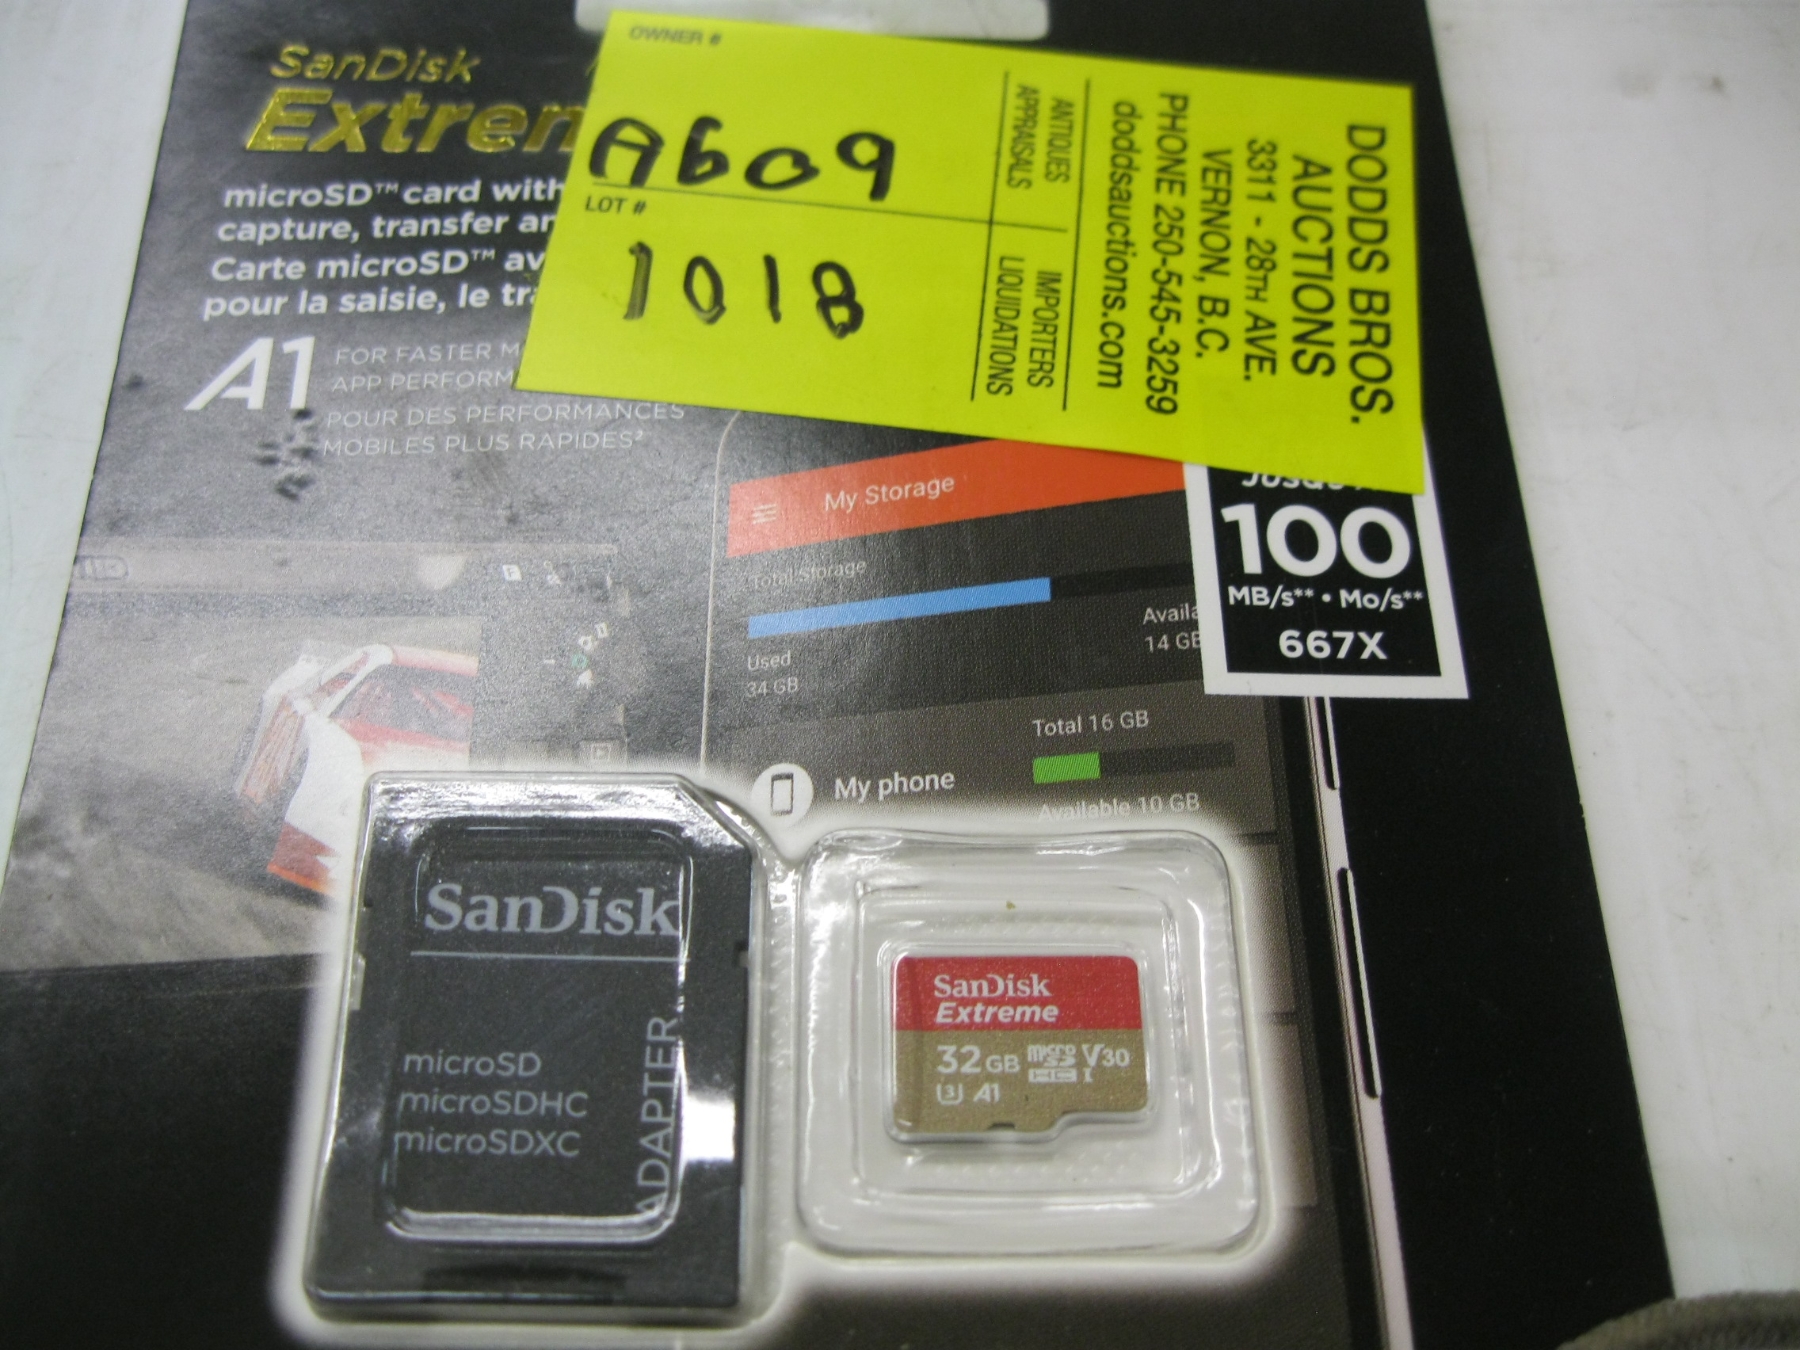 SanDisk
Extrem
microSD™ card with
capture, transfer an
Carte microSD™ av
pour la saisie, le tra
A1
FOR FASTER M
APP PERFORM
POUR DES PERFORMANCES
MOBILES PLUS RAPIDES²
OWNER #
A609
LOT #
1018
ANTIQUES
APPRAISALS
IMPORTERS
LIQUIDATIONS
DODDS BROS.
AUCTIONS
3311 - 28TH AVE.
VERNON, B.C.
PHONE 250-545-3259
doddsauctions.com
100
MB/s** • Mo/s**
667X
My Storage
Total Storage
Used
34 GB
Availa
14 GB
Total 16 GB
My phone
Available 10 GB
SanDisk
microSD
microSDHC
microSDXC
ADAPTER
SanDisk
Extreme
32GB microSDHC I V30
U3 A1